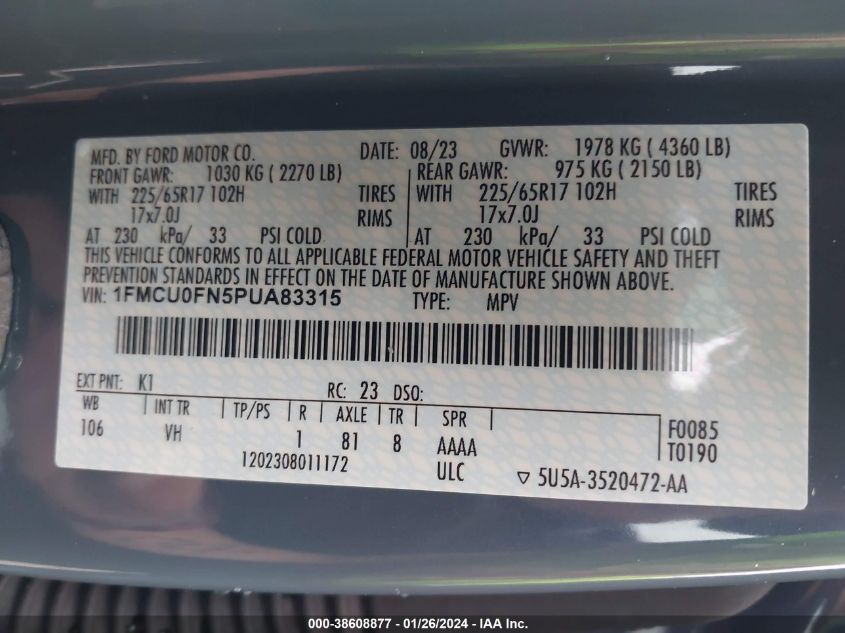 MFD. BY FORD MOTOR CO. DATE: 08/23 GVWR: 1978 KG ( 4360 LB)
FRONT GAWR: 1030 KG ( 2270 LB) REAR GAWR: 975 KG ( 2150 LB)
WITH 225/65R17 102H TIRES WITH 225/65R17 102H TIRES
17x7.0J RIMS 17x7.0J RIMS
AT 230 kPa/ 33 PSI COLD AT 230 kPa/ 33 PSI COLD
THIS VEHICLE CONFORMS TO ALL APPLICABLE FEDERAL MOTOR VEHICLE SAFETY AND THEFT
PREVENTION STANDARDS IN EFFECT ON THE DATE OF MANUFACTURE SHOWN ABOVE.
VIN: 1FMCU0FN5PUA83315 TYPE: MPV
EXT PNT: K1 RC: 23 DSO:
WB INT TR TP/PS R AXLE TR SPR F0085
106 VH 1 81 8 AAAA T0190
1202308011172 ULC ▽ 5U5A-3520472-AA
000-38608877 - 01/26/2024 - IAA Inc.